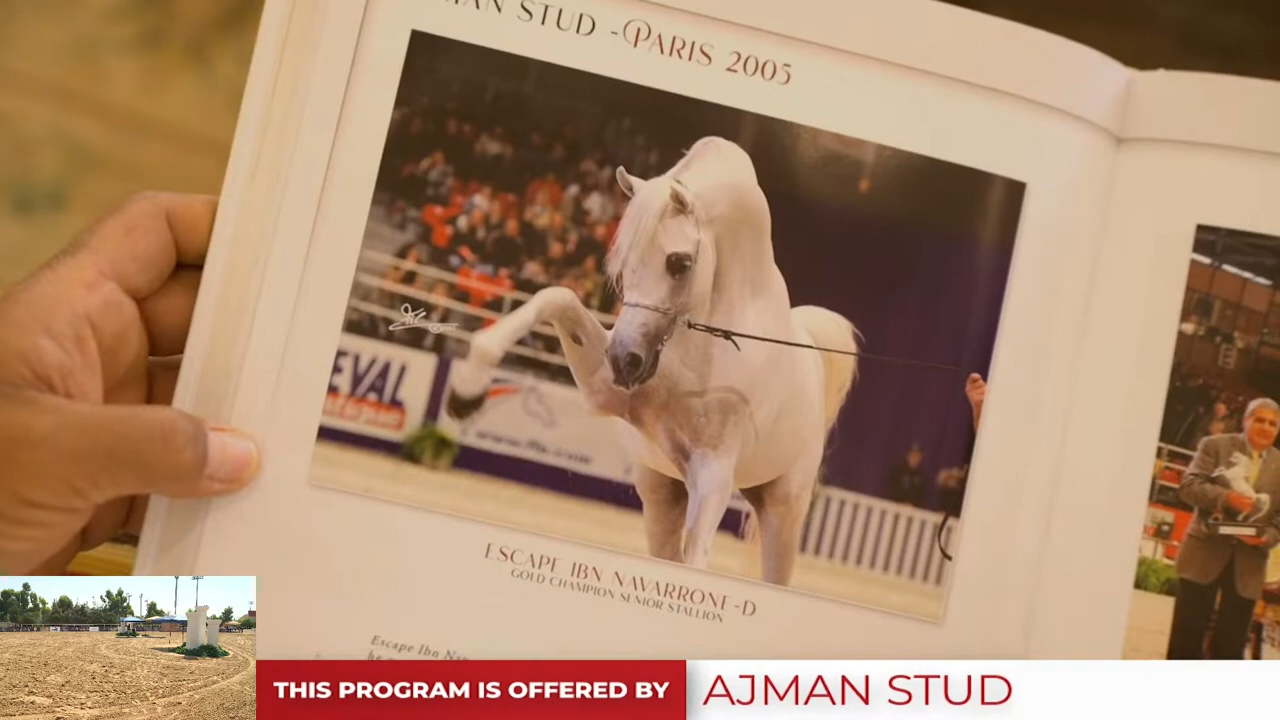 MAN STUD - PARIS 2005
EVAL
ESCAPE IBN NAVARRONE-D
GOLD CHAMPION SENIOR STALLION
Escape Ibn Nav
THIS PROGRAM IS OFFERED BY
AJMAN STUD